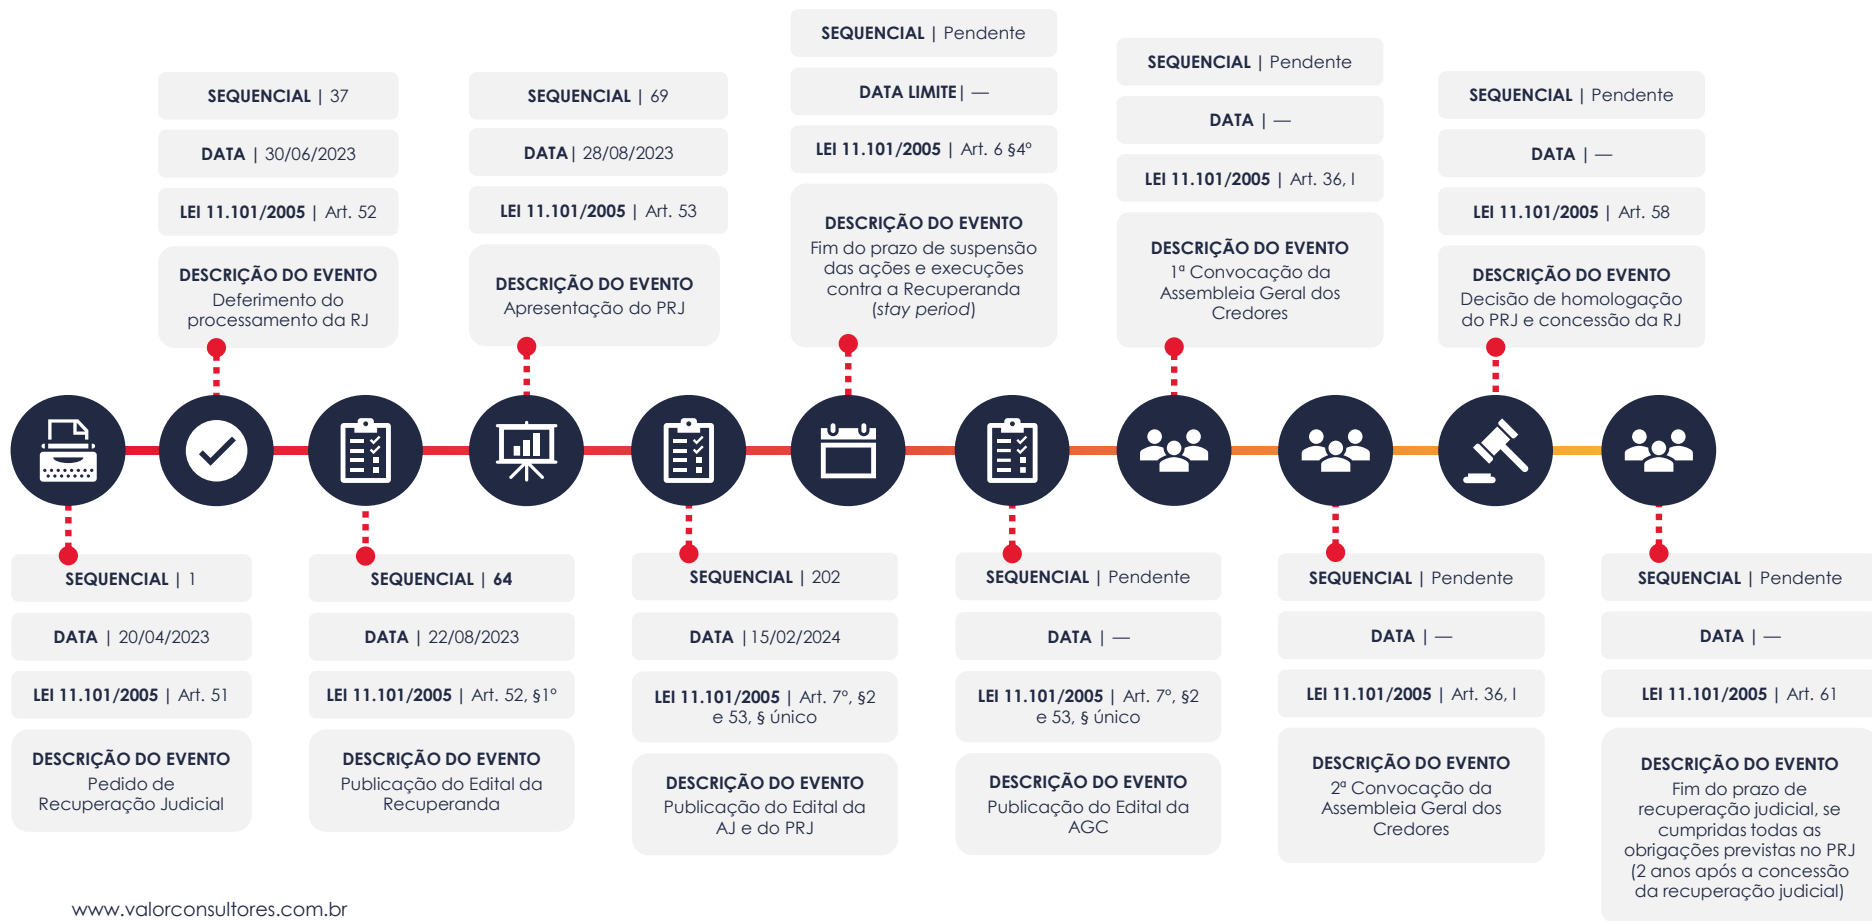 SEQUENCIAL | 37
DATA | 30/06/2023
LEI 11.101/2005 | Art. 52
DESCRIÇÃO DO EVENTO
Deferimento do
processamento da RJ
SEQUENCIAL | 69
DATA| 28/08/2023
LEI 11.101/2005 | Art. 53
DESCRIÇÃO DO EVENTO
Apresentação do PRJ
SEQUENCIAL | Pendente
DATA LIMITE| —
LEI 11.101/2005 | Art. 6 §4º
DESCRIÇÃO DO EVENTO
Fim do prazo de suspensão
das ações e execuções
contra a Recuperanda
(stay period)
SEQUENCIAL | Pendente
DATA | —
LEI 11.101/2005 | Art. 36, I
DESCRIÇÃO DO EVENTO
1ª Convocação da
Assembleia Geral dos
Credores
SEQUENCIAL | Pendente
DATA | —
LEI 11.101/2005 | Art. 58
DESCRIÇÃO DO EVENTO
Decisão de homologação
do PRJ e concessão da RJ
SEQUENCIAL | 1
DATA | 20/04/2023
LEI 11.101/2005 | Art. 51
DESCRIÇÃO DO EVENTO
Pedido de
Recuperação Judicial
SEQUENCIAL | 64
DATA | 22/08/2023
LEI 11.101/2005 | Art. 52, §1º
DESCRIÇÃO DO EVENTO
Publicação do Edital da
Recuperanda
SEQUENCIAL | 202
DATA |15/02/2024
LEI 11.101/2005 | Art. 7º, §2
e 53, § único
DESCRIÇÃO DO EVENTO
Publicação do Edital da
AJ e do PRJ
SEQUENCIAL | Pendente
DATA | —
LEI 11.101/2005 | Art. 7º, §2
e 53, § único
DESCRIÇÃO DO EVENTO
Publicação do Edital da
AGC
SEQUENCIAL | Pendente
DATA | —
LEI 11.101/2005 | Art. 36, I
DESCRIÇÃO DO EVENTO
2ª Convocação da
Assembleia Geral dos
Credores
SEQUENCIAL | Pendente
DATA | —
LEI 11.101/2005 | Art. 61
DESCRIÇÃO DO EVENTO
Fim do prazo de
recuperação judicial, se
cumpridas todas as
obrigações previstas no PRJ
(2 anos após a concessão
da recuperação judicial)
www.valorconsultores.com.br